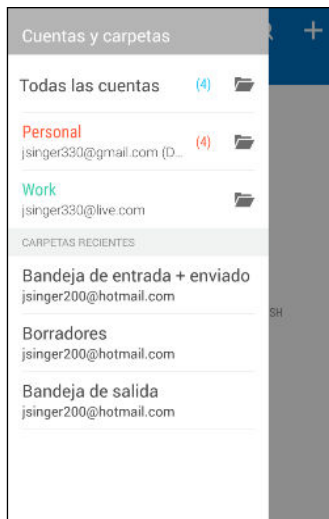 Cuentas y carpetas
Todas las cuentas (4)
Personal
jsinger330@gmail.com (D... (4)
Work
jsinger330@live.com
CARPETAS RECIENTES
Bandeja de entrada + enviado
jsinger200@hotmail.com
SH
Borradores
jsinger200@hotmail.com
Bandeja de salida
jsinger200@hotmail.com